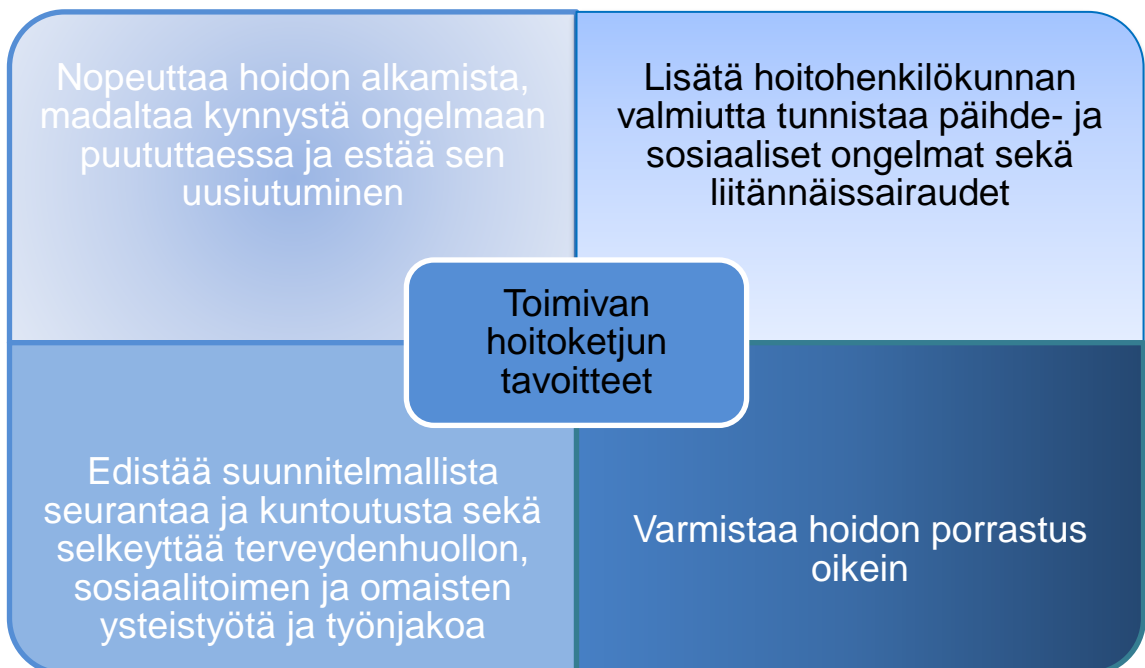 Nopeuttaa hoidon alkamista,
madaltaa kynnystä ongelmaan
puututtaessa ja estää sen
uusiutuminen
Lisätä hoitohenkilökunnan
valmiutta tunnistaa päihde- ja
sosiaaliset ongelmat sekä
liitännäissairaudet
Toimivan
hoitoketjun
tavoitteet
Edistää suunnitelmallista
seurantaa ja kuntoutusta sekä
selkeyttää terveydenhuollon,
sosiaalitoimen ja omaisten
ysteistyötä ja työnjakoa
Varmistaa hoidon porrastus
oikein